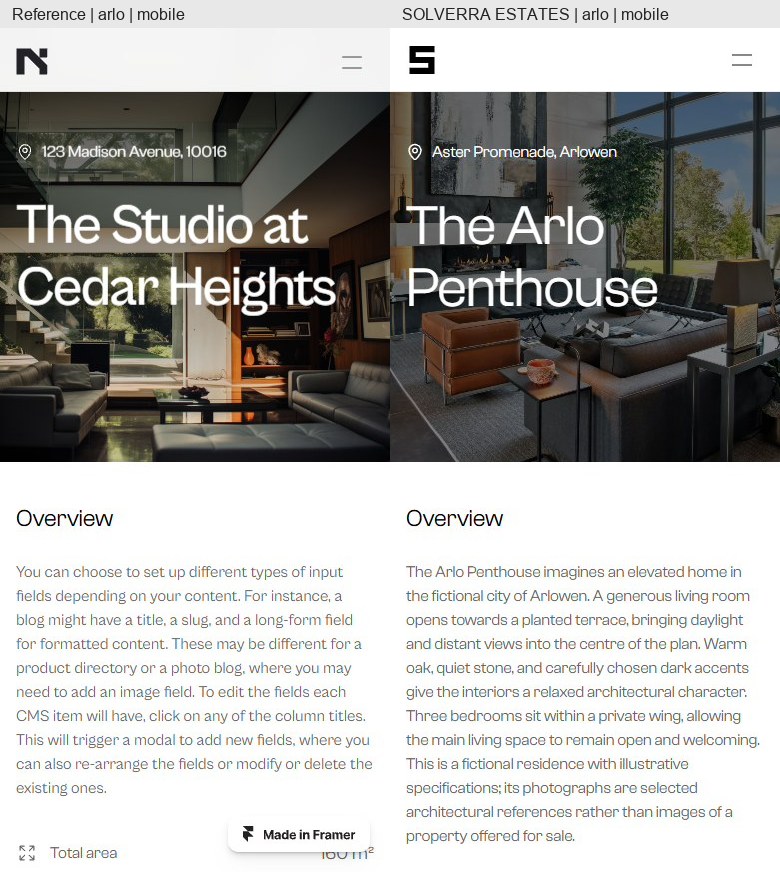 Reference | arlo | mobile
SOLVERRA ESTATES | arlo | mobile
123 Madison Avenue, 10016
The Studio at
Cedar Heights
Overview
You can choose to set up different types of input
fields depending on your content. For instance, a
blog might have a title, a slug, and a long-form field
for formatted content. These may be different for a
product directory or a photo blog, where you may
need to add an image field. To edit the fields each
CMS item will have, click on any of the column titles.
This will trigger a modal to add new fields, where you
can also re-arrange the fields or modify or delete the
existing ones.
Made in Framer
Total area
160 m²
Aster Promenade, Arlowen
The Arlo
Penthouse
Overview
The Arlo Penthouse imagines an elevated home in
the fictional city of Arlowen. A generous living room
opens towards a planted terrace, bringing daylight
and distant views into the centre of the plan. Warm
oak, quiet stone, and carefully chosen dark accents
give the interiors a relaxed architectural character.
Three bedrooms sit within a private wing, allowing
the main living space to remain open and welcoming.
This is a fictional residence with illustrative
specifications; its photographs are selected
architectural references rather than images of a
property offered for sale.